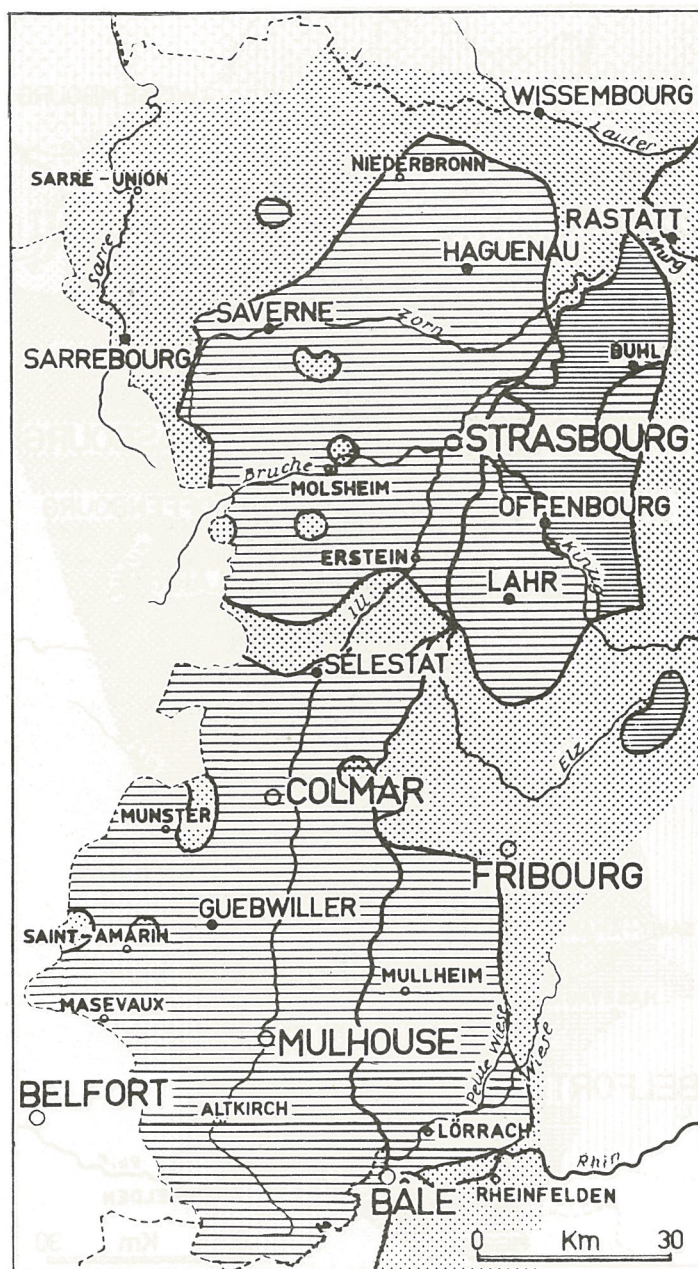 WISSEMBOURG
Lauter
NIEDERBRONN
SARRE-UNION
RASTATT
Murg
HAGUENAU
Sarre
SAVERNE
Zorn
SARREBOURG
BUHL
STRASBOURG
Bruche
MOLSHEIM
OFFENBOURG
Kinzig
ERSTEIN
LAHR
Ill
SÉLESTAT
Elz
COLMAR
MUNSTER
FRIBOURG
GUEBWILLER
SAINT-AMARIN
MULLHEIM
MASEVAUX
MULHOUSE
Petite Wiese
Wiese
BELFORT
ALTKIRCH
LÖRRACH
Rhin
BÂLE
RHEINFELDEN
0 Km 30